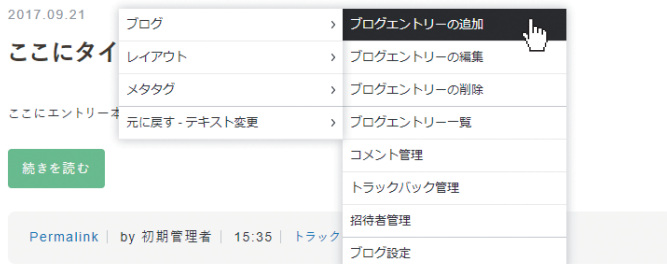 2017.09.21
ここにタイ
ここにエントリー本
続きを読む
Permalink | by 初期管理者 | 15:35 | トラック
ブログ
レイアウト
メタタグ
元に戻す - テキスト変更
ブログエントリーの追加
ブログエントリーの編集
ブログエントリーの削除
ブログエントリー一覧
コメント管理
トラックバック管理
招待者管理
ブログ設定